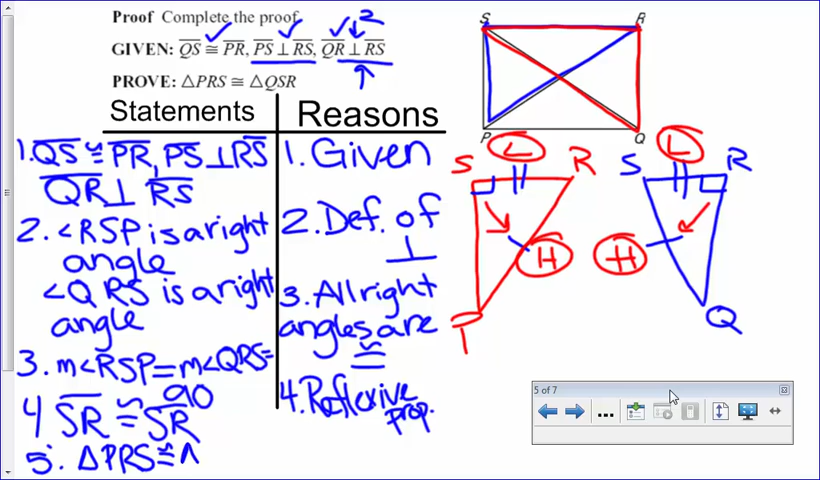 Proof Complete the proof.
2
GIVEN: QS ≅ PR, PS ⊥ RS, QR ⊥ RS
PROVE: △PRS ≅ △QSR
Statements
Reasons
1. QS ≅ PR, PS ⊥ RS
QR ⊥ RS
1. Given
2. ∠RSP is a right
angle
∠QRS is a right
angle
2. Def. of
⊥
3. m∠RSP = m∠QRS =
90
3. All right
angles are
≅
4 SR ≅ SR
4. Reflexive
prop.
5. △PRS ≅ △
S
R
P
Q
S
L
R
H
P
S
L
R
H
Q
5 of 7